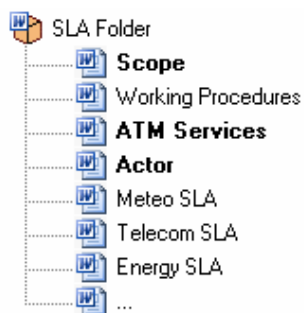 SLA Folder
Scope
Working Procedures
ATM Services
Actor
Meteo SLA
Telecom SLA
Energy SLA
...